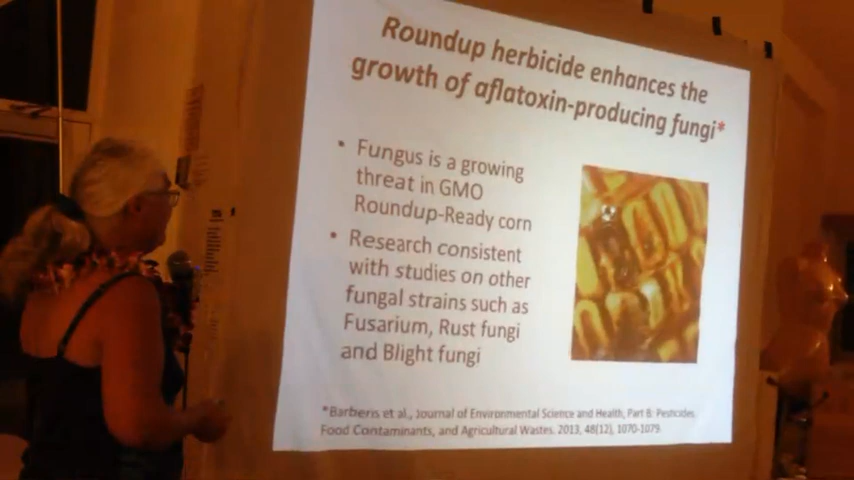 Roundup herbicide enhances the
growth of aflatoxin-producing fungi*
• Fungus is a growing
threat in GMO
Roundup-Ready corn
• Research consistent
with studies on other
fungal strains such as
Fusarium, Rust fungi
and Blight fungi
*Barberis et al., Journal of Environmental Science and Health, Part B: Pesticides
Food Contaminants, and Agricultural Wastes. 2013, 48(12), 1070-1079